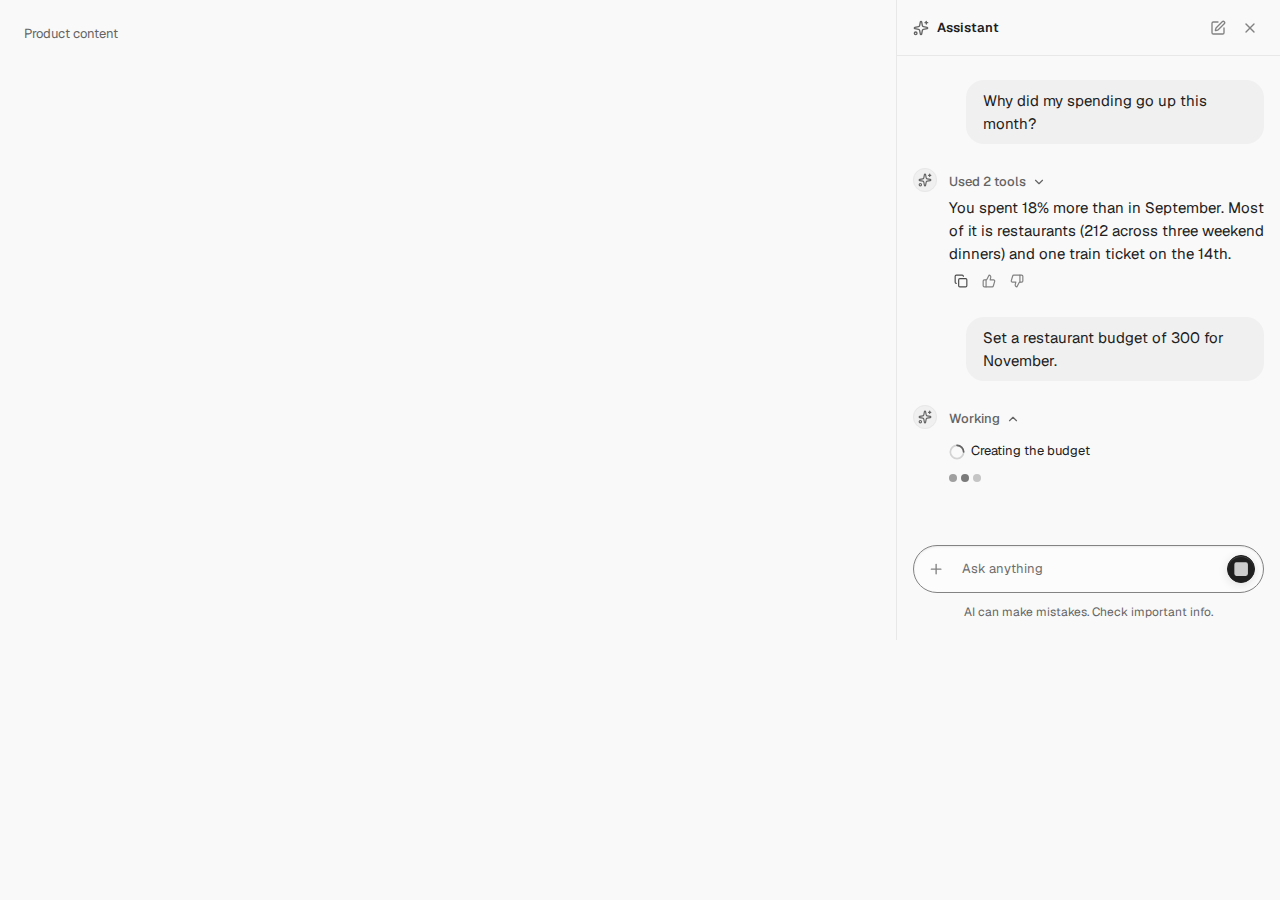 Product content
Assistant
Why did my spending go up this
month?
Used 2 tools
You spent 18% more than in September. Most
of it is restaurants (212 across three weekend
dinners) and one train ticket on the 14th.
Set a restaurant budget of 300 for
November.
Working
Creating the budget
Ask anything
AI can make mistakes. Check important info.